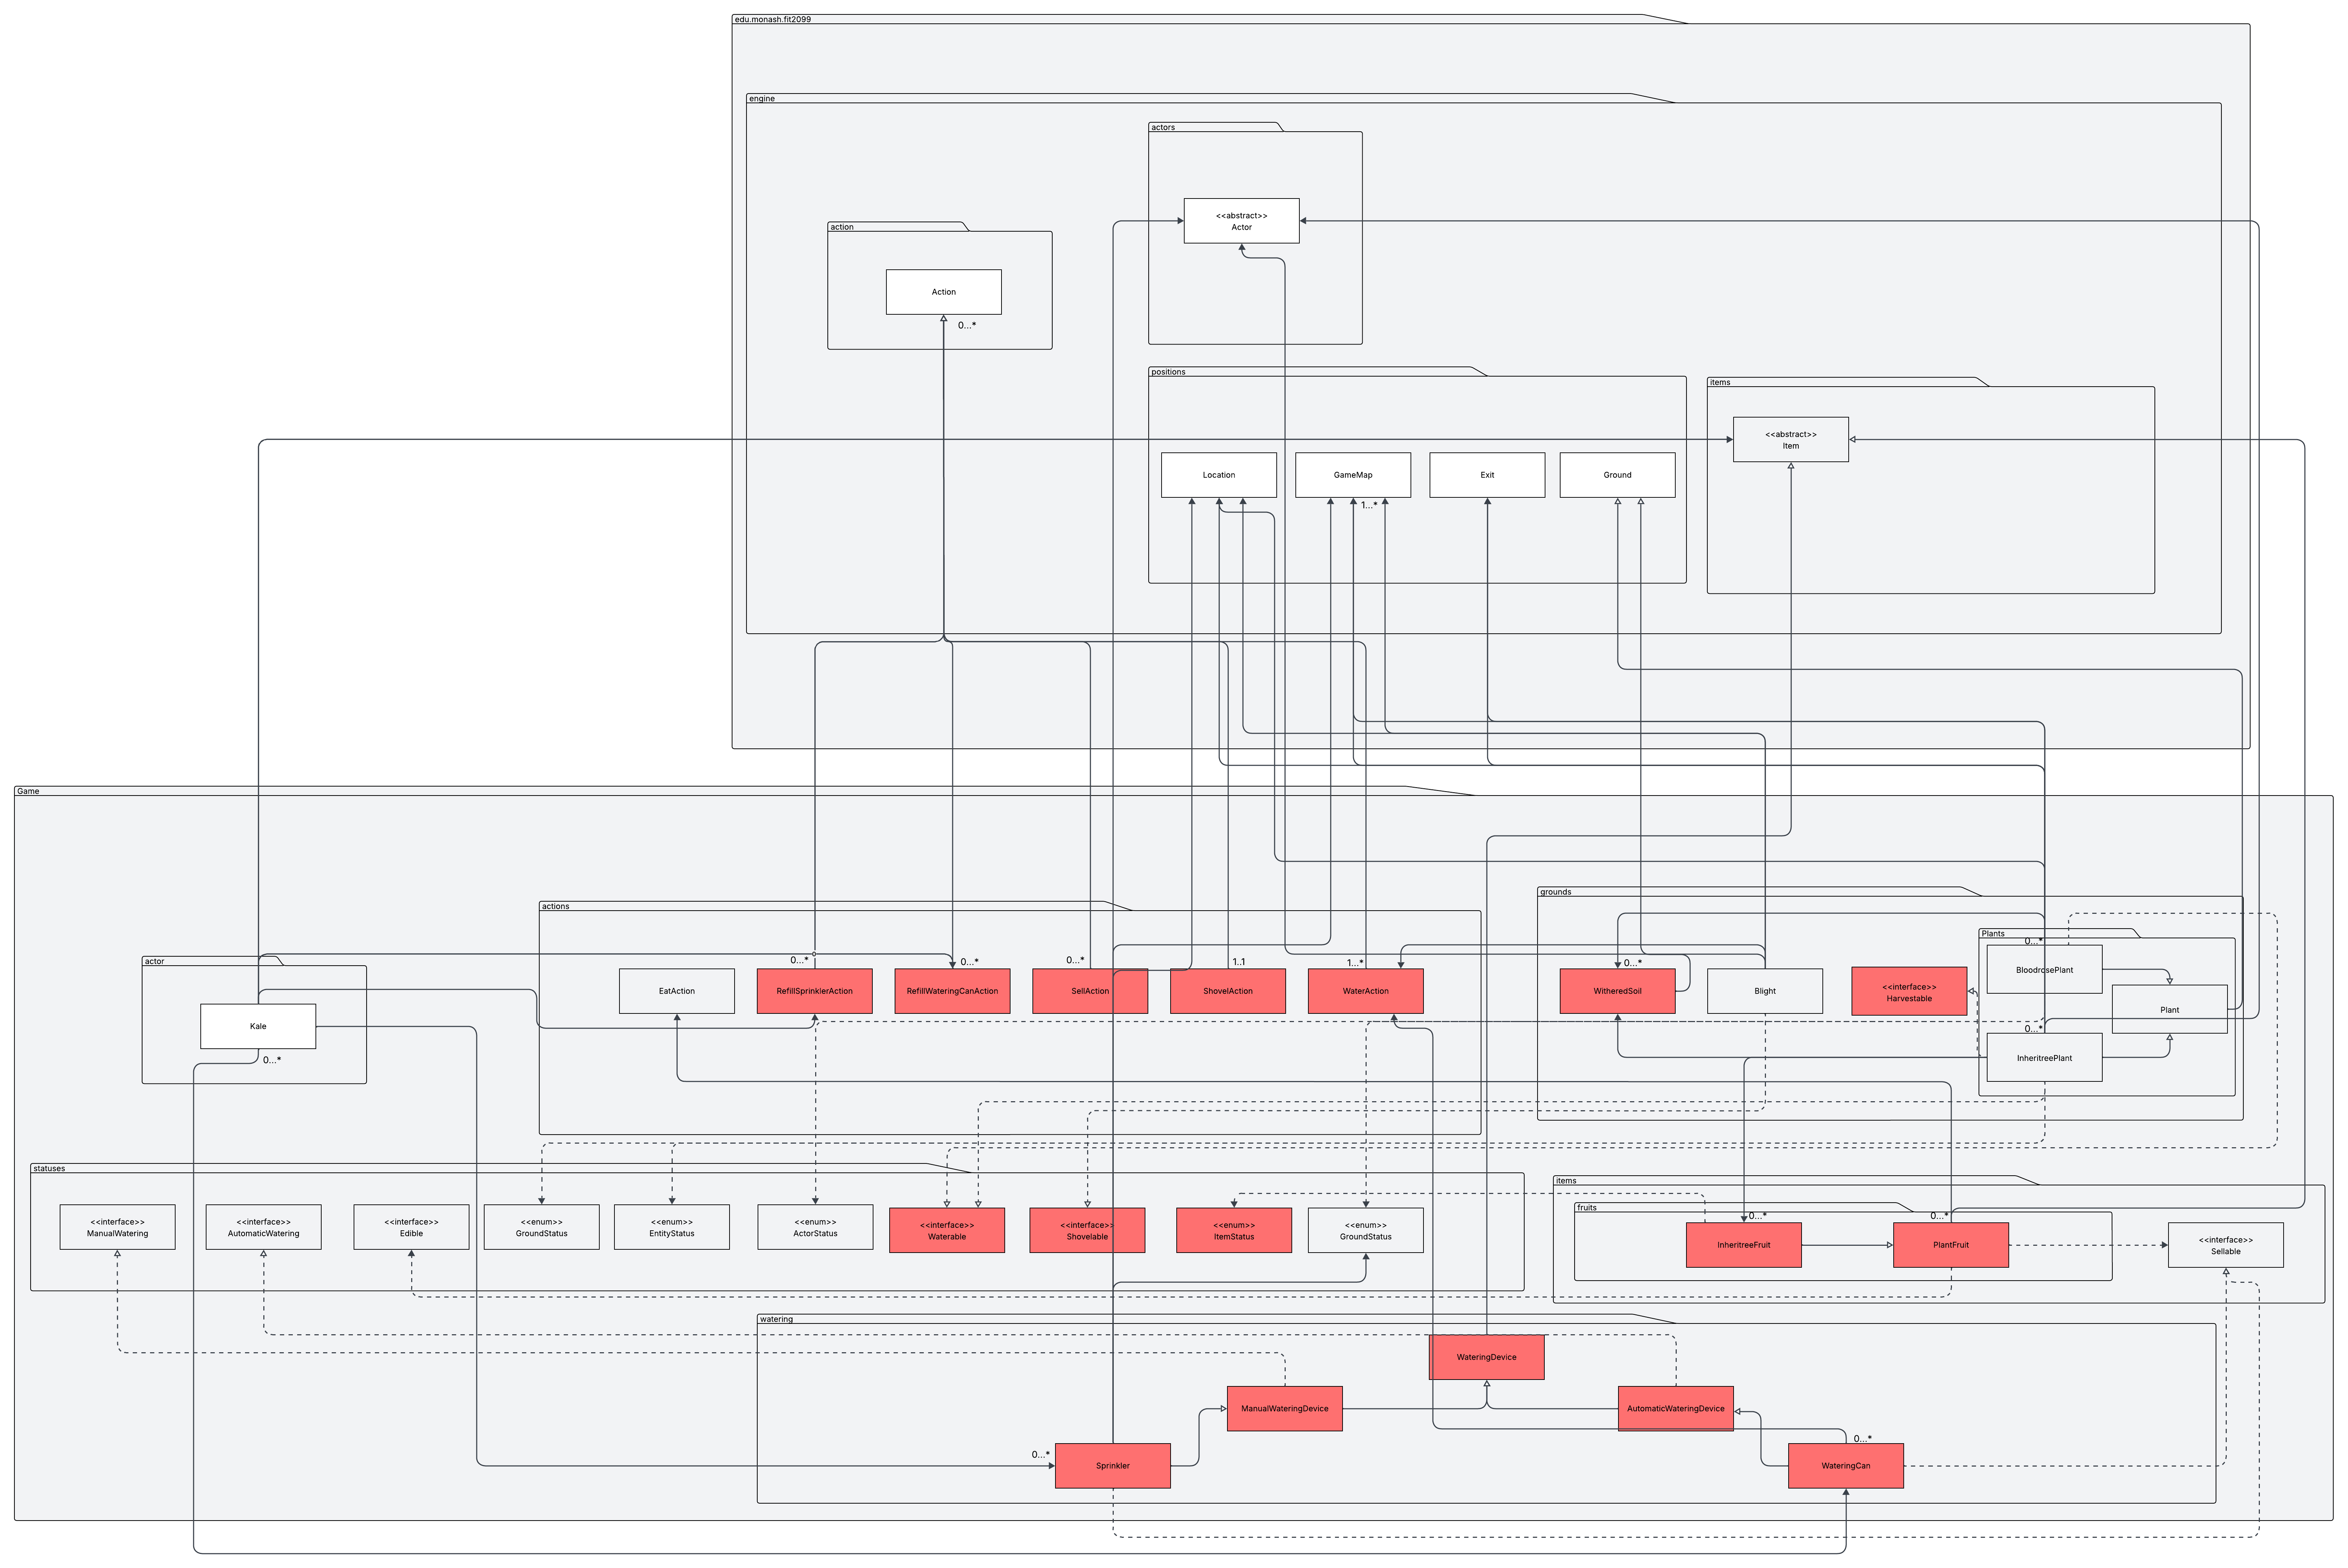 edu.monash.fit2099
engine
actors
<<abstract>>
Actor
action
Action
0...*
positions
items
<<abstract>>
Item
Location
GameMap
Exit
Ground
1...*
Game
grounds
actions
Plants
0...*
BloodrosePlant
actor
0...*
0...*
0...*
1..1
1...*
0...*
EatAction
RefillSprinklerAction
RefillWateringCanAction
SellAction
ShovelAction
WaterAction
WitheredSoil
Blight
<<interface>>
Harvestable
Plant
Kale
0...*
0...*
InheritreePlant
statuses
items
fruits
<<interface>>
ManualWatering
<<interface>>
AutomaticWatering
<<interface>>
Edible
<<enum>>
GroundStatus
<<enum>>
EntityStatus
<<enum>>
ActorStatus
<<interface>>
Waterable
<<interface>>
Shovelable
<<enum>>
ItemStatus
<<enum>>
GroundStatus
0...*
0...*
InheritreeFruit
PlantFruit
<<interface>>
Sellable
watering
WateringDevice
ManualWateringDevice
AutomaticWateringDevice
0...*
0...*
Sprinkler
WateringCan